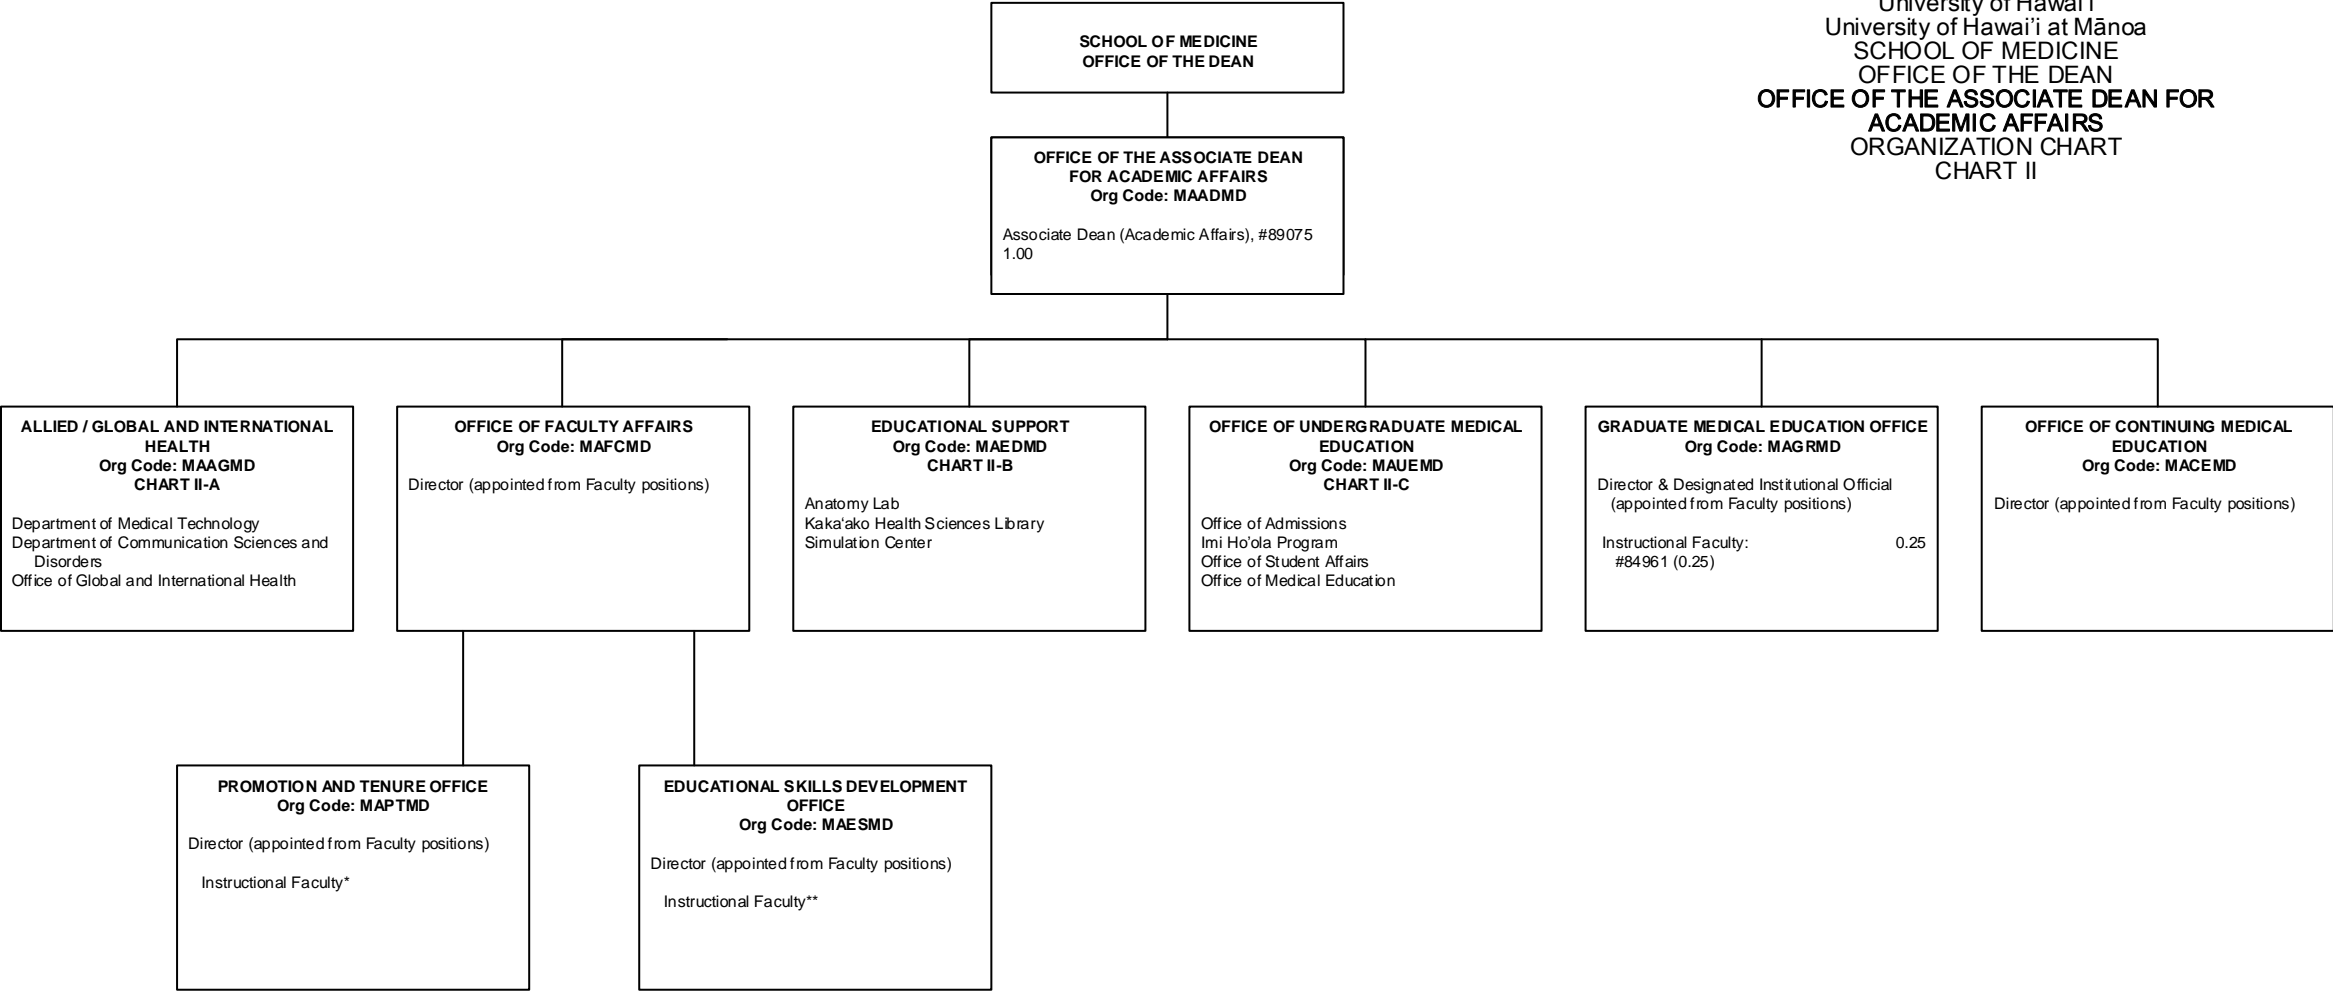 University of Hawai'i
University of Hawai'i at Mānoa
SCHOOL OF MEDICINE
OFFICE OF THE DEAN
OFFICE OF THE ASSOCIATE DEAN FOR
ACADEMIC AFFAIRS
ORGANIZATION CHART
CHART II
SCHOOL OF MEDICINE
OFFICE OF THE DEAN
OFFICE OF THE ASSOCIATE DEAN
FOR ACADEMIC AFFAIRS
Org Code: MAADMD
Associate Dean (Academic Affairs), #89075
1.00
ALLIED / GLOBAL AND INTERNATIONAL
HEALTH
Org Code: MAAGMD
CHART II-A
Department of Medical Technology
Department of Communication Sciences and
Disorders
Office of Global and International Health
OFFICE OF FACULTY AFFAIRS
Org Code: MAFCMD
Director (appointed from Faculty positions)
EDUCATIONAL SUPPORT
Org Code: MAEDMD
CHART II-B
Anatomy Lab
Kaka‘ako Health Sciences Library
Simulation Center
OFFICE OF UNDERGRADUATE MEDICAL
EDUCATION
Org Code: MAUEMD
CHART II-C
Office of Admissions
Imi Ho’ola Program
Office of Student Affairs
Office of Medical Education
GRADUATE MEDICAL EDUCATION OFFICE
Org Code: MAGRMD
Director & Designated Institutional Official
(appointed from Faculty positions)
Instructional Faculty: 0.25
#84961 (0.25)
OFFICE OF CONTINUING MEDICAL
EDUCATION
Org Code: MACEMD
Director (appointed from Faculty positions)
PROMOTION AND TENURE OFFICE
Org Code: MAPTMD
Director (appointed from Faculty positions)
Instructional Faculty*
EDUCATIONAL SKILLS DEVELOPMENT
OFFICE
Org Code: MAESMD
Director (appointed from Faculty positions)
Instructional Faculty**